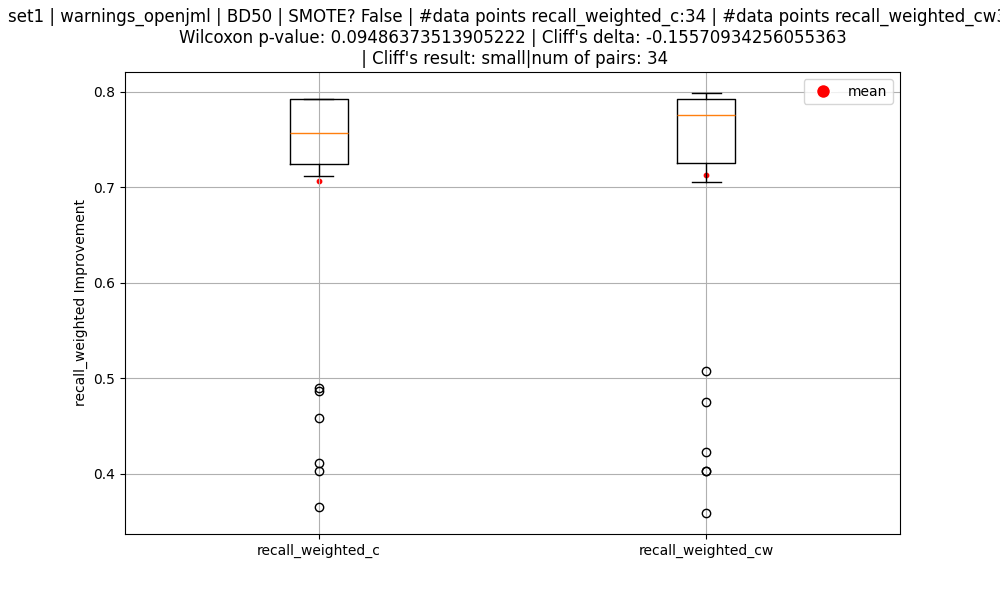 set1 | warnings_openjml | BD50 | SMOTE? False | #data points recall_weighted_c:34 | #data points recall_weighted_cw
Wilcoxon p-value: 0.09486373513905222 | Cliff's delta: -0.15570934256055363
| Cliff's result: small|num of pairs: 34
mean
0.8
0.7
0.6
0.5
0.4
recall_weighted Improvement
recall_weighted_c
recall_weighted_cw